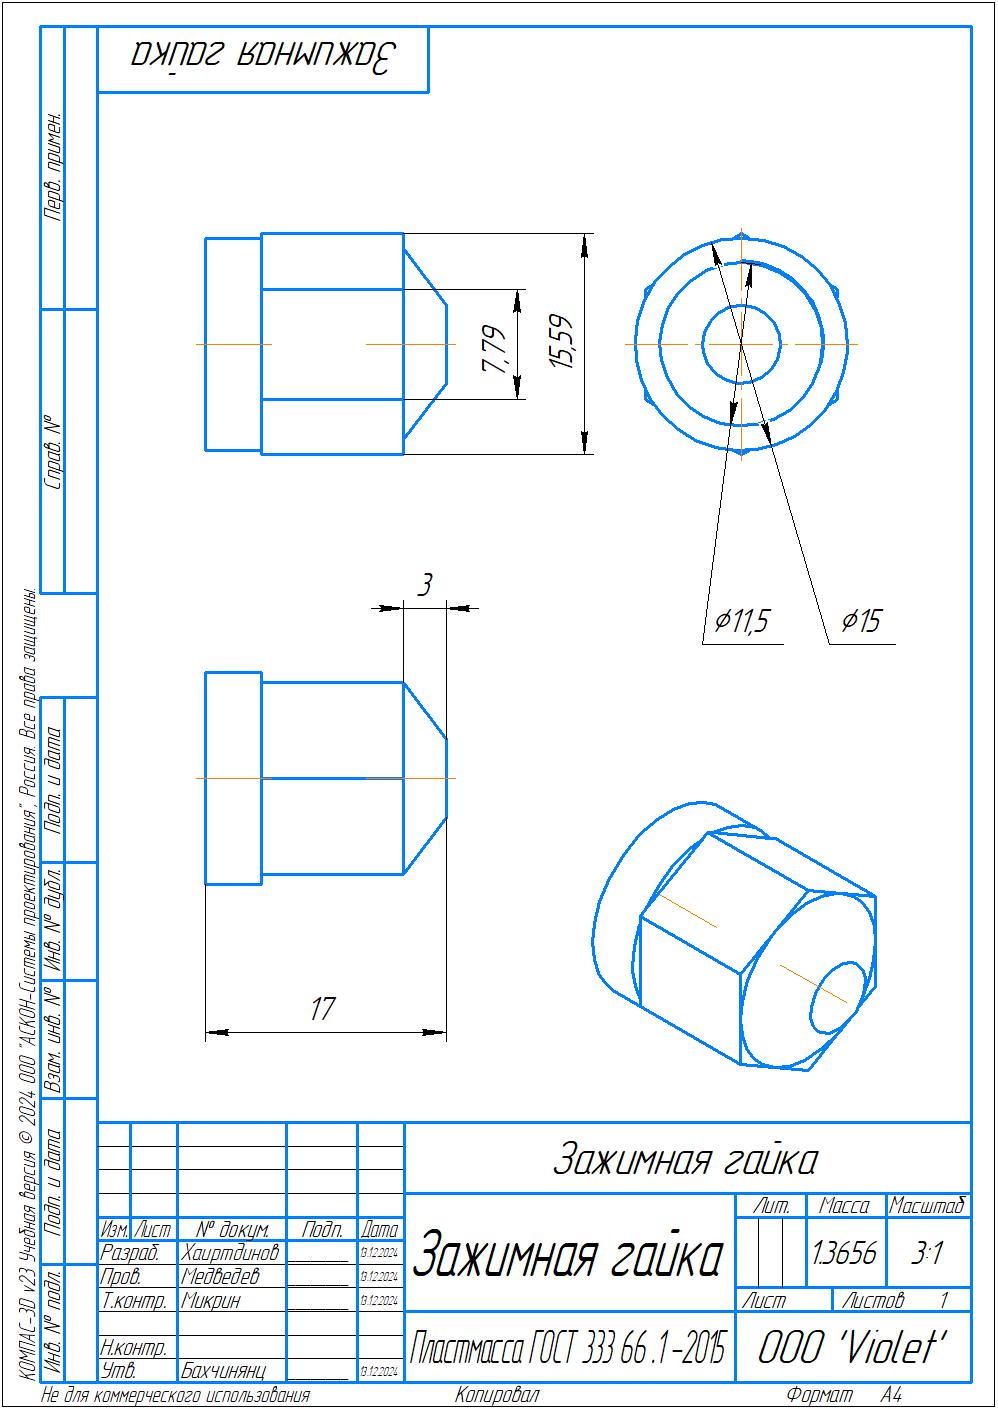 Зажимная гайка
Перв. примен.
Справ. №
Подп. и дата
Инв. № дубл.
Взам. инв. №
Подп. и дата
Инв. № подл.
КОМПАС-3D v23 Учебная версия © 2024 ООО "АСКОН-Системы проектирования", Россия. Все права защищены.
7,79
15,59
⌀11,5
⌀15
3
17
Зажимная гайка
Изм. Лист № докум. Подп. Дата
Разраб. Хаиртдинов 13.12.2024
Пров. Медведев 13.12.2024
Т.контр. Микрин 13.12.2024
Н.контр.
Утв. Бахчинянц 13.12.2024
Зажимная гайка
Лит. Масса Масштаб
1.3656 3:1
Лист Листов 1
Пластмасса ГОСТ 333 66 .1-2015
ООО 'Violet'
Не для коммерческого использования Копировал Формат А4